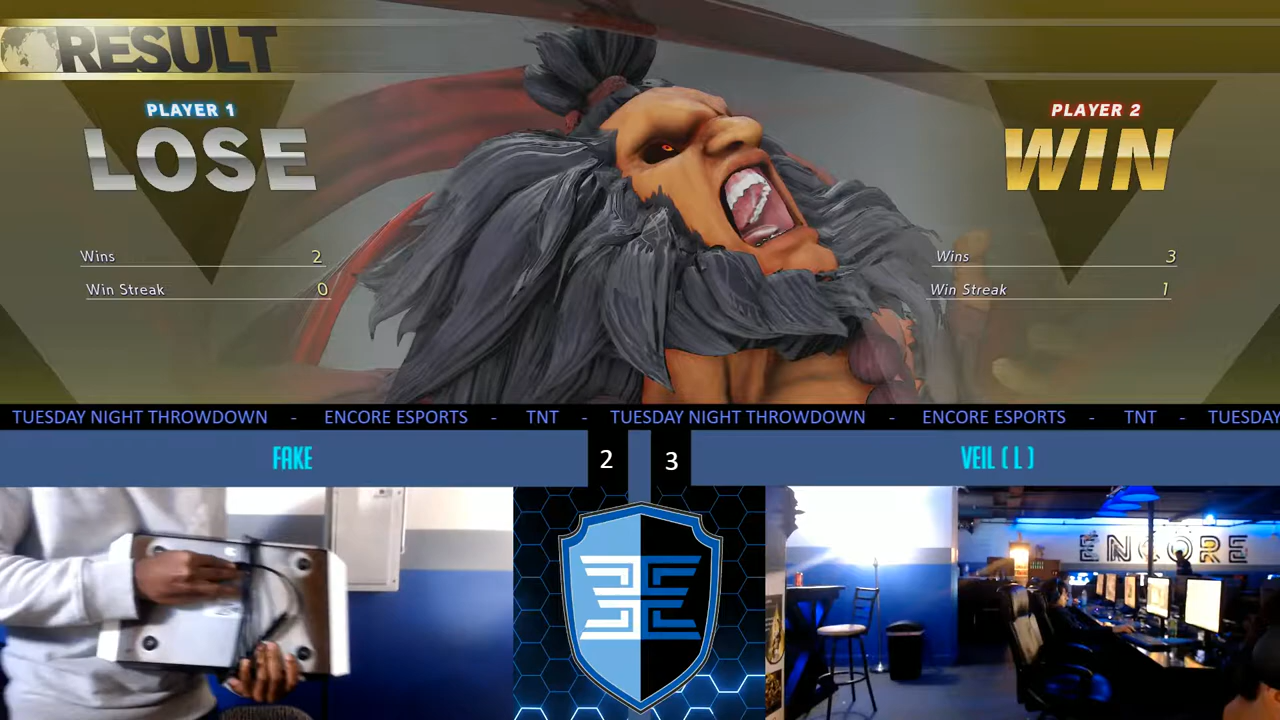 RESULT
PLAYER 1
LOSE
Wins 2
Win Streak 0
PLAYER 2
WIN
Wins 3
Win Streak 1
TUESDAY NIGHT THROWDOWN - ENCORE ESPORTS - TNT - TUESDAY NIGHT THROWDOWN - ENCORE ESPORTS - TNT - TUESDAY
FAKE 2 3 VEIL ( L )
ENCORE